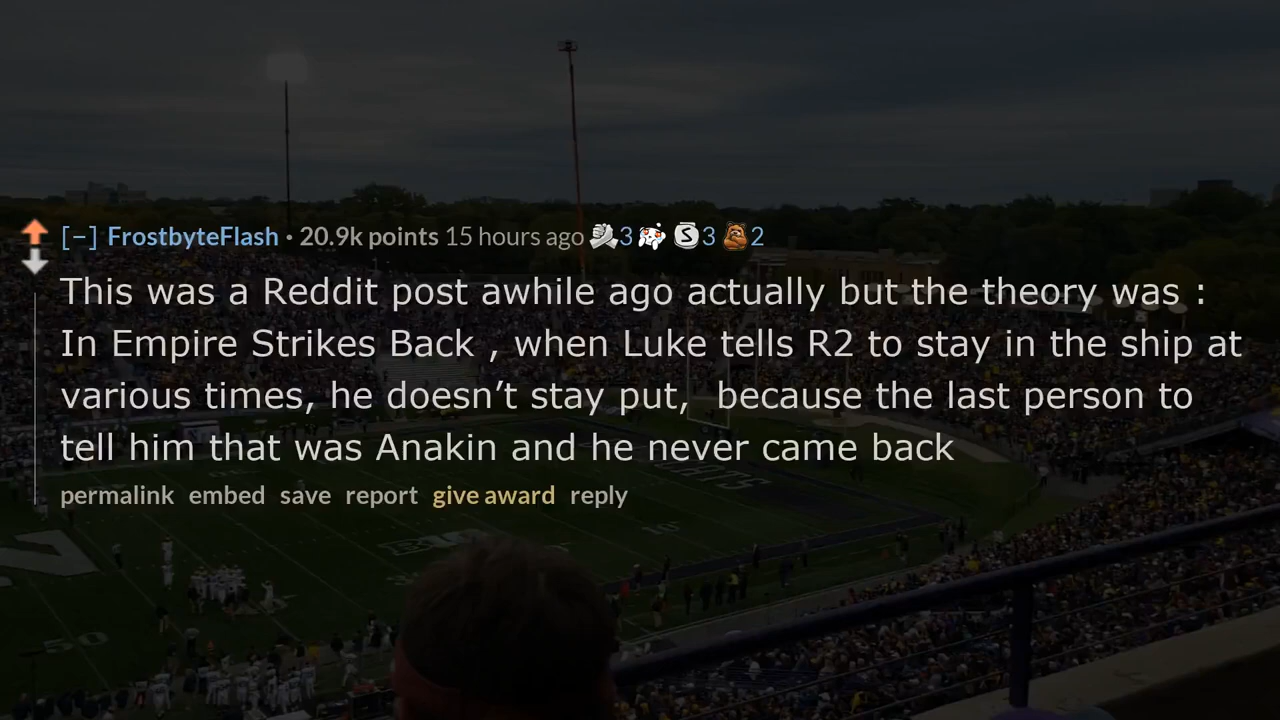 [–] FrostbyteFlash · 20.9k points 15 hours ago 3 S 3 2
This was a Reddit post awhile ago actually but the theory was :
In Empire Strikes Back , when Luke tells R2 to stay in the ship at
various times, he doesn’t stay put,  because the last person to
tell him that was Anakin and he never came back
permalink embed save report give award reply